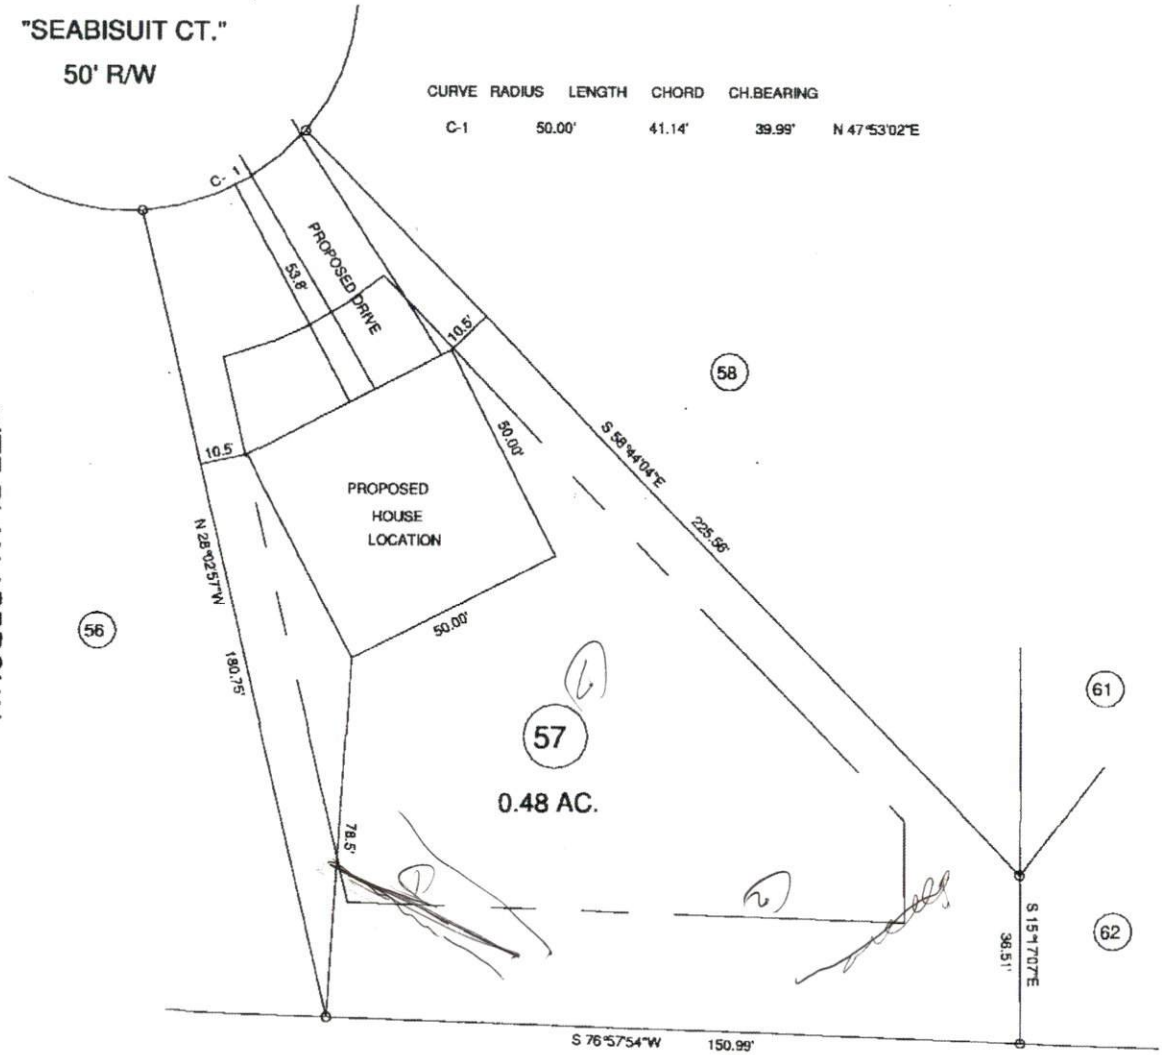 "SEABISUIT CT."
50' R/W
CURVE RADIUS LENGTH CHORD CH.BEARING
C-1 50.00' 41.14' 39.99' N 47°53'02"E
C-1
PROPOSED DRIVE
53.8'
10.5'
58
10.5'
50.00'
S 58°44'04"E
225.56'
PROPOSED
HOUSE
LOCATION
N 28°02'57"W
180.75'
50.00'
56
61
57
0.48 AC.
78.5'
62
S 15°17'07"E
36.51'
S 76°57'54"W 150.99'